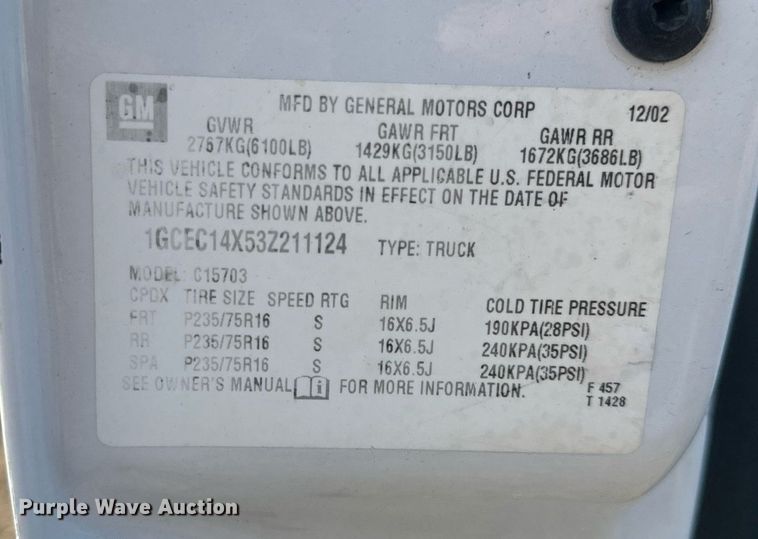 GM
MFD BY GENERAL MOTORS CORP 12/02
GVWR GAWR FRT GAWR RR
2767KG(6100LB) 1429KG(3150LB) 1672KG(3686LB)
THIS VEHICLE CONFORMS TO ALL APPLICABLE U.S. FEDERAL MOTOR
VEHICLE SAFETY STANDARDS IN EFFECT ON THE DATE OF
MANUFACTURE SHOWN ABOVE.
1GCEC14X53Z211124 TYPE: TRUCK
MODEL: C15703
CPDX TIRE SIZE SPEED RTG RIM COLD TIRE PRESSURE
FRT P235/75R16 S 16X6.5J 190KPA(28PSI)
RR P235/75R16 S 16X6.5J 240KPA(35PSI)
SPA P235/75R16 S 16X6.5J 240KPA(35PSI)
SEE OWNER'S MANUAL i FOR MORE INFORMATION.
F 457
T 1428
Purple Wave Auction